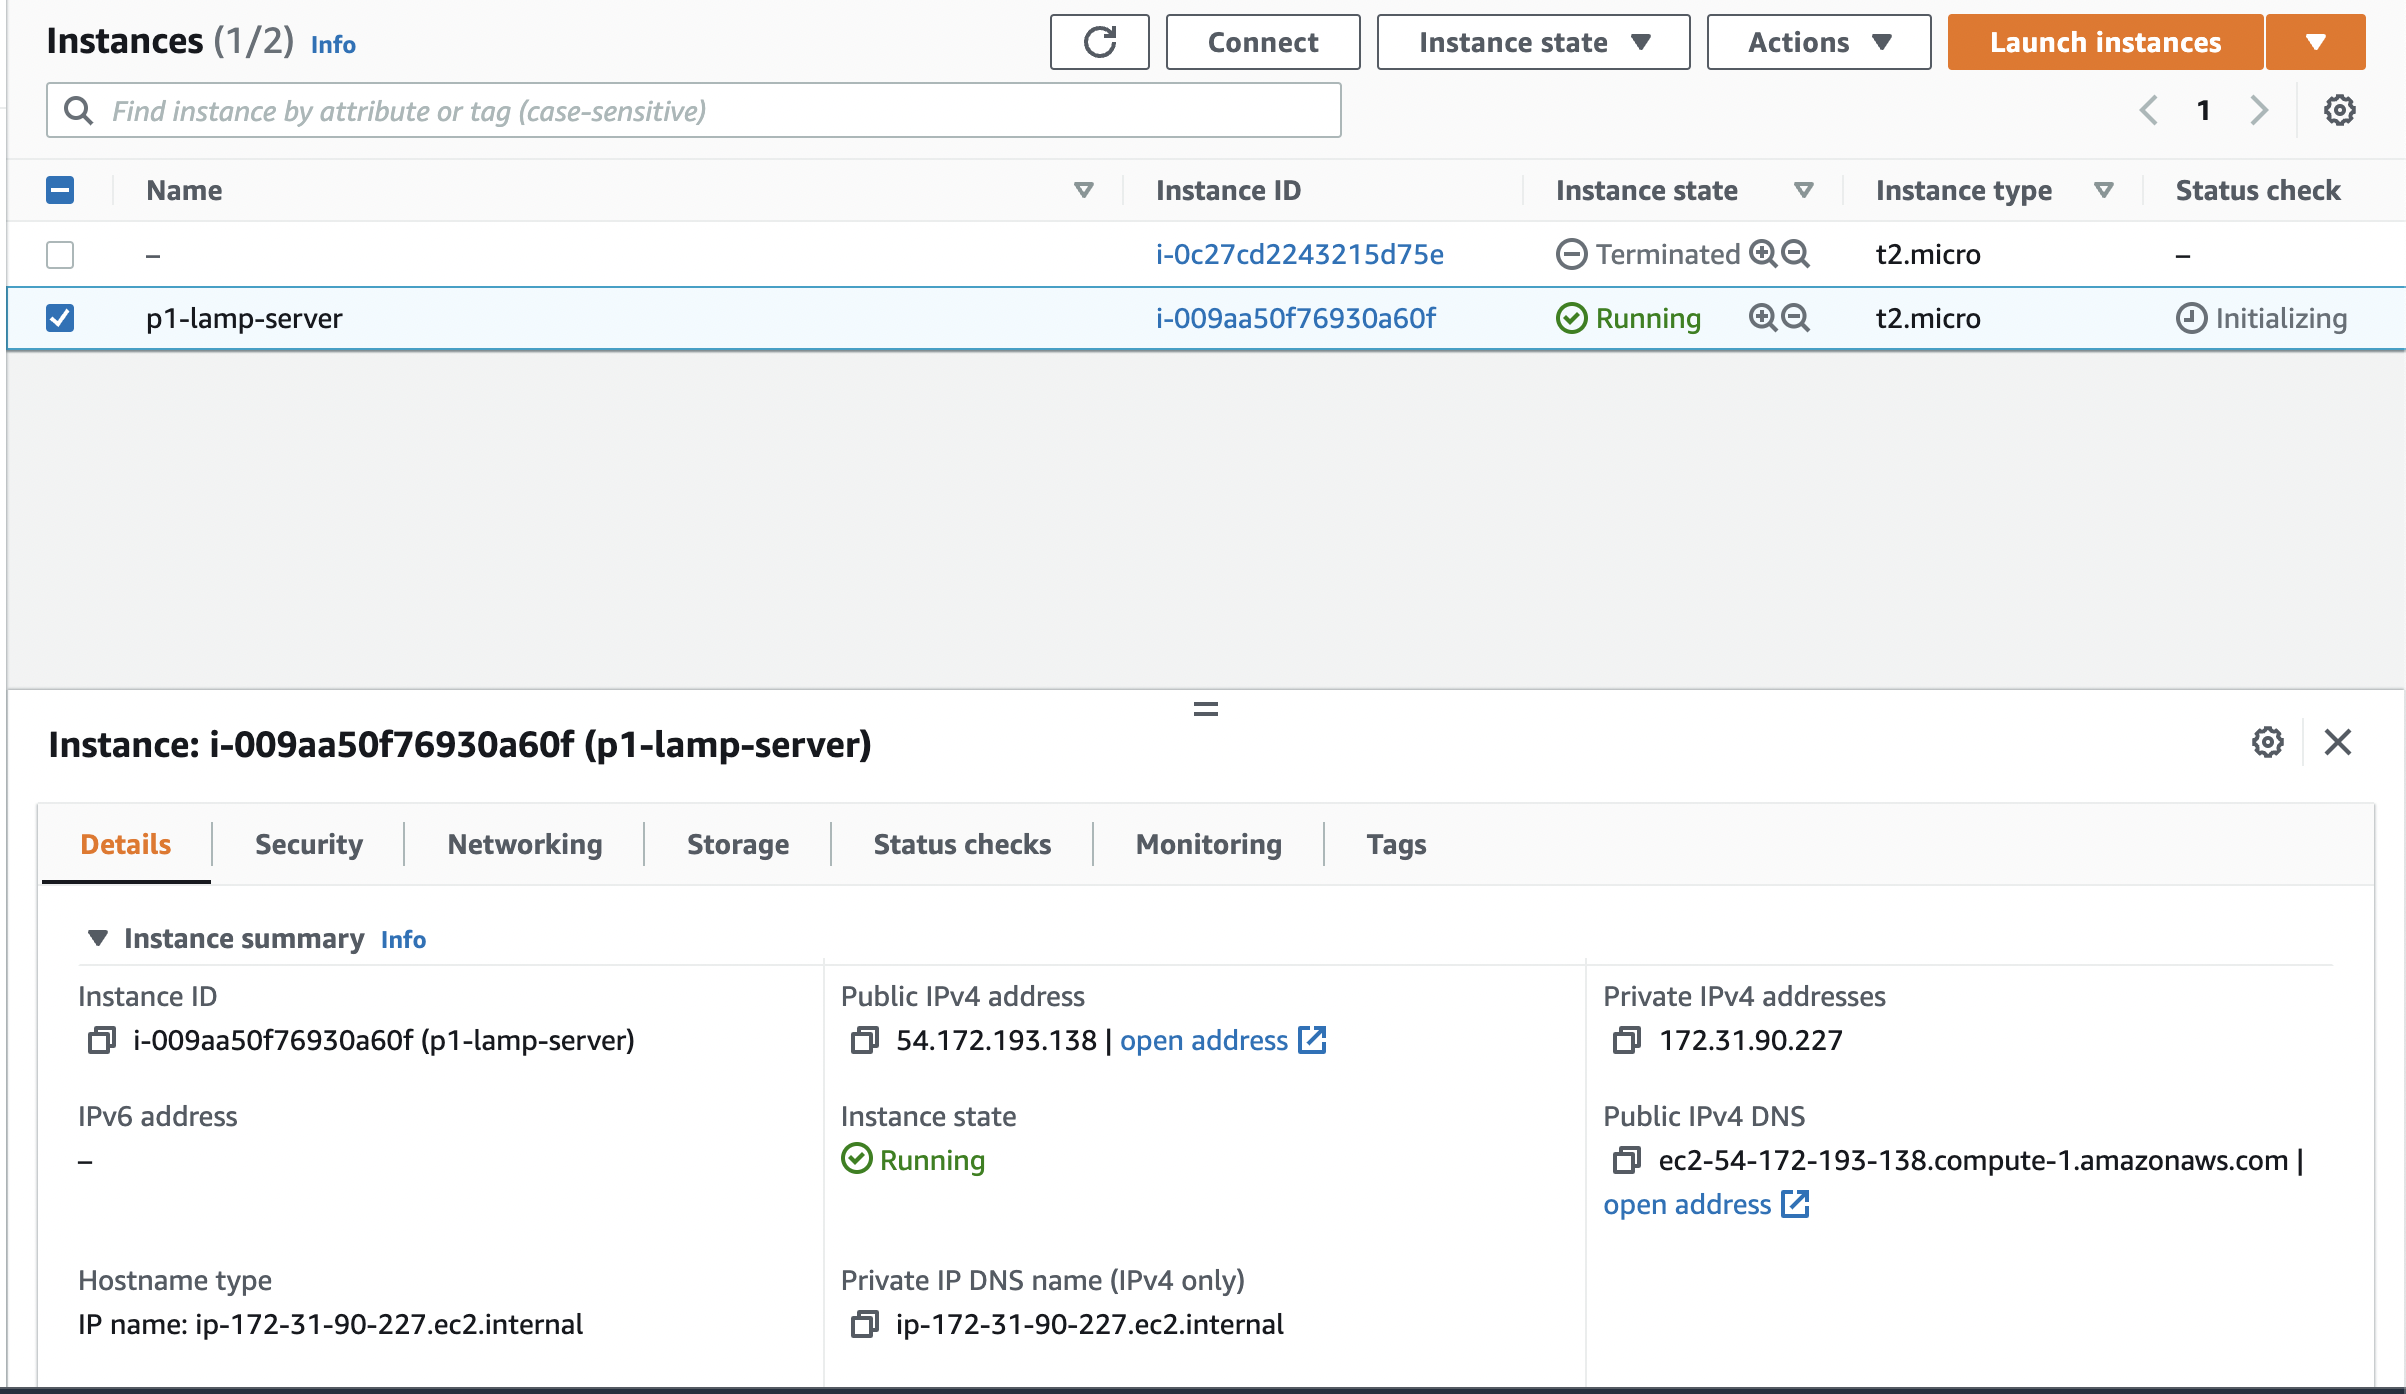 Instances (1/2) Info
Connect
Instance state
Actions
Launch instances
Find instance by attribute or tag (case-sensitive)
1
Name Instance ID Instance state Instance type Status check
– i-0c27cd2243215d75e Terminated t2.micro –
p1-lamp-server i-009aa50f76930a60f Running t2.micro Initializing
Instance: i-009aa50f76930a60f (p1-lamp-server)
Details Security Networking Storage Status checks Monitoring Tags
Instance summary Info
Instance ID
i-009aa50f76930a60f (p1-lamp-server)
Public IPv4 address
54.172.193.138 | open address
Private IPv4 addresses
172.31.90.227
IPv6 address
–
Instance state
Running
Public IPv4 DNS
ec2-54-172-193-138.compute-1.amazonaws.com |
open address
Hostname type
IP name: ip-172-31-90-227.ec2.internal
Private IP DNS name (IPv4 only)
ip-172-31-90-227.ec2.internal